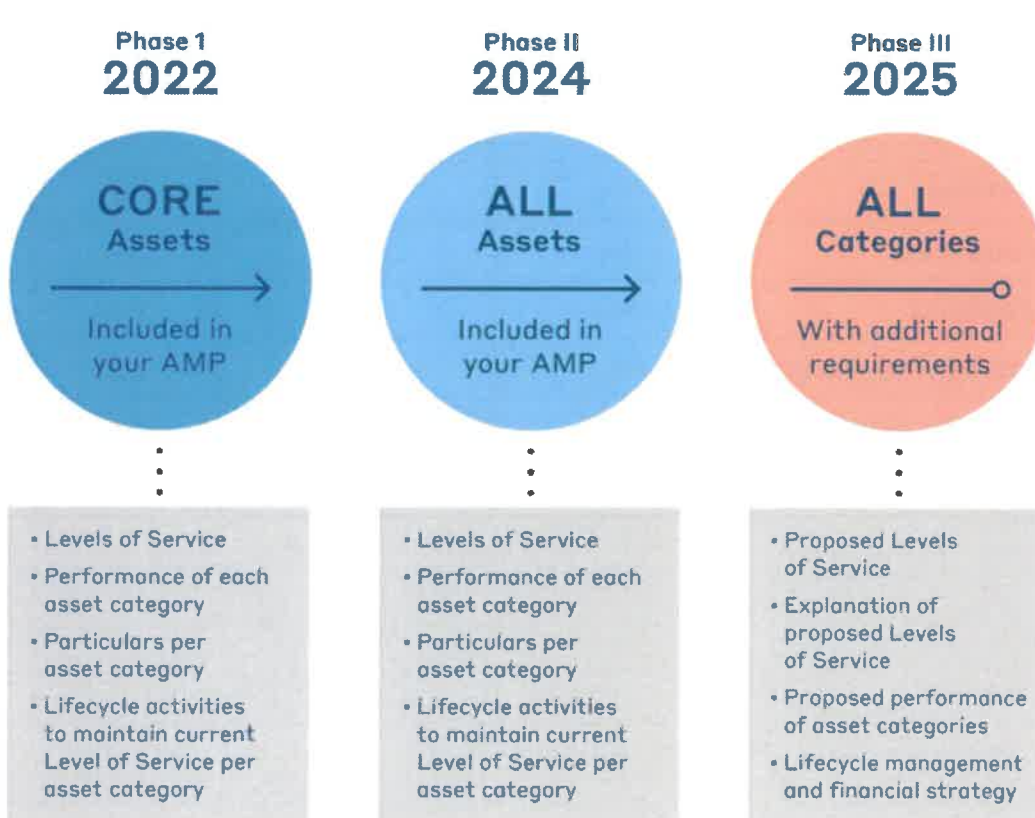 Phase 1
2022
CORE
Assets
Included in
your AMP
• Levels of Service
• Performance of each
asset category
• Particulars per
asset category
• Lifecycle activities
to maintain current
Level of Service per
asset category
Phase II
2024
ALL
Assets
Included in
your AMP
• Levels of Service
• Performance of each
asset category
• Particulars per
asset category
• Lifecycle activities
to maintain current
Level of Service per
asset category
Phase III
2025
ALL
Categories
With additional
requirements
• Proposed Levels
of Service
• Explanation of
proposed Levels
of Service
• Proposed performance
of asset categories
• Lifecycle management
and financial strategy